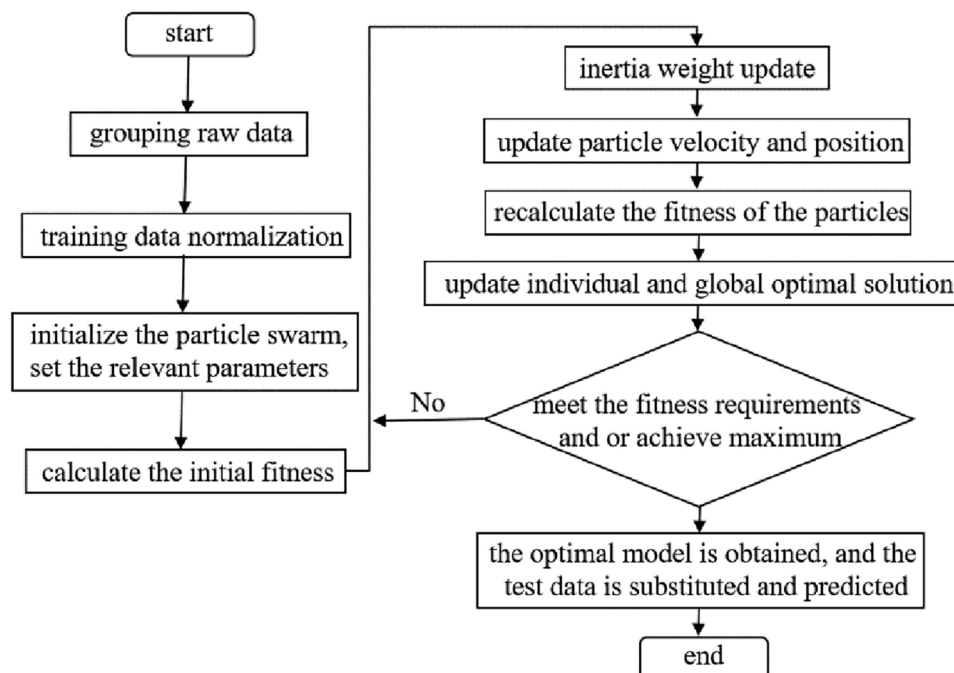 start
grouping raw data
training data normalization
initialize the particle swarm,
set the relevant parameters
calculate the initial fitness
inertia weight update
update particle velocity and position
recalculate the fitness of the particles
update individual and global optimal solution
meet the fitness requirements
and or achieve maximum
No
the optimal model is obtained, and the
test data is substituted and predicted
end